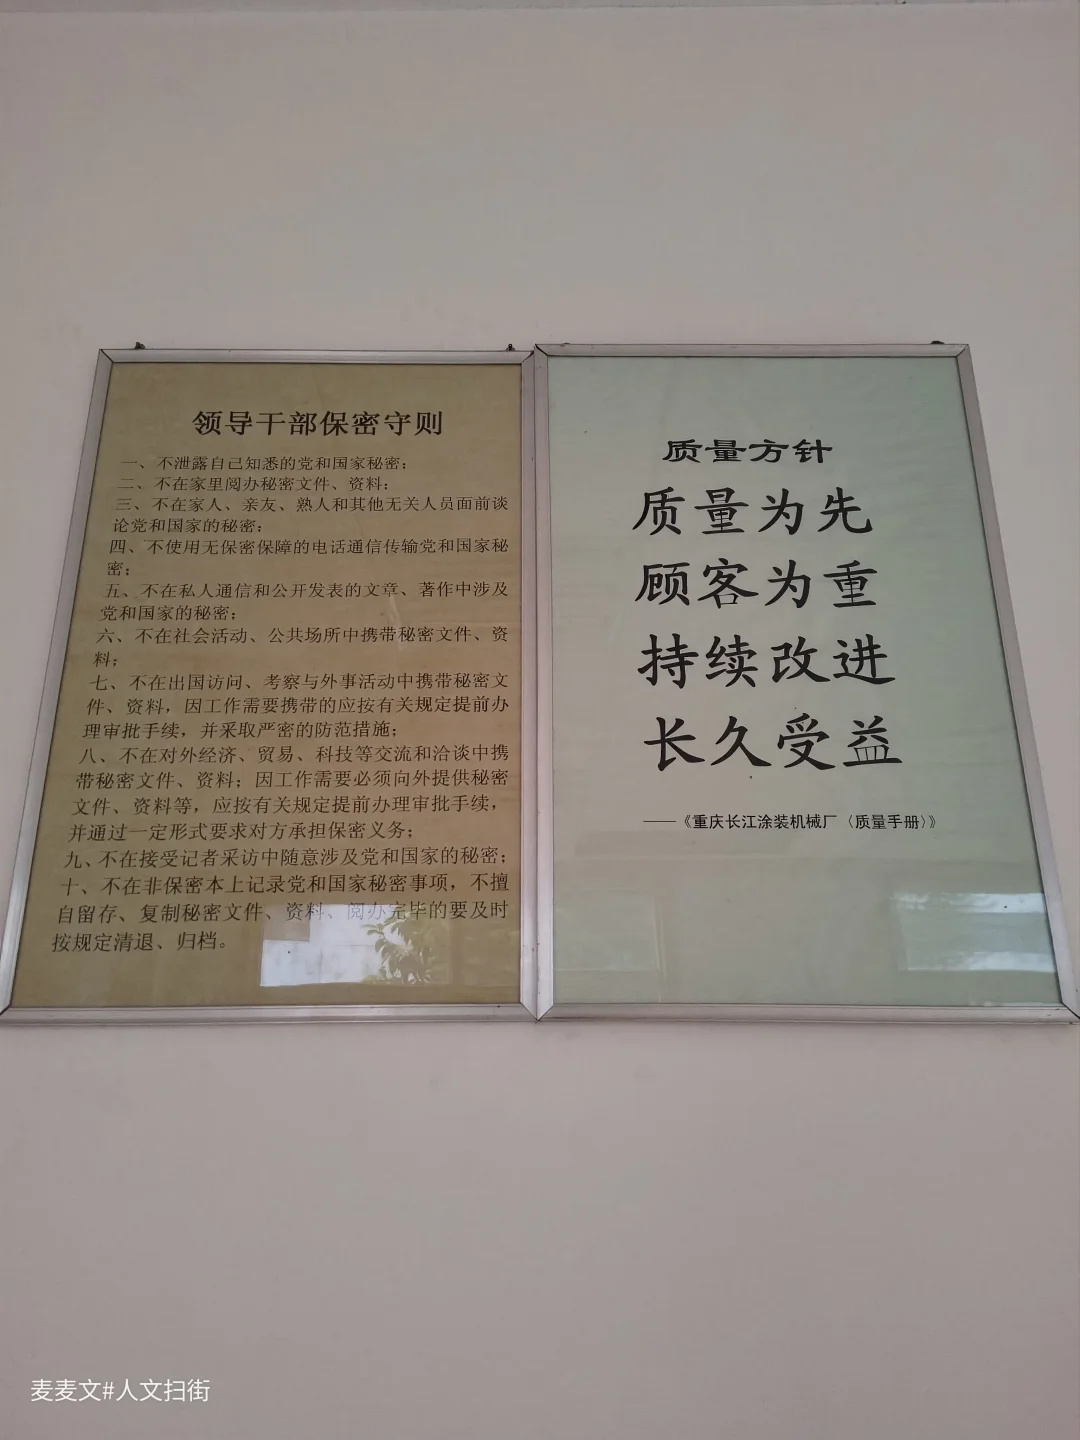 领导干部保密守则
一、不泄露自己知悉的党和国家秘密；
二、不在家里阅办秘密文件、资料；
三、不在家人、亲友、熟人和其他无关人员面前谈
论党和国家的秘密；
四、不使用无保密保障的电话通信传输党和国家秘
密；
五、不在私人通信和公开发表的文章、著作中涉及
党和国家的秘密；
六、不在社会活动、公共场所中携带秘密文件、资
料；
七、不在出国访问、考察与外事活动中携带秘密文
件、资料，因工作需要携带的应按有关规定提前办
理审批手续，并采取严密的防范措施；
八、不在对外经济、贸易、科技等交流和洽谈中携
带秘密文件、资料；因工作需要必须向外提供秘密
文件、资料等，应按有关规定提前办理审批手续，
并通过一定形式要求对方承担保密义务；
九、不在接受记者采访中随意涉及党和国家的秘密；
十、不在非保密本上记录党和国家秘密事项，不擅
自留存、复制秘密文件、资料、阅办完毕的要及时
按规定清退、归档。
质量方针
质量为先
顾客为重
持续改进
长久受益
——《重庆长江涂装机械厂〈质量手册〉》
麦麦文#人文扫街